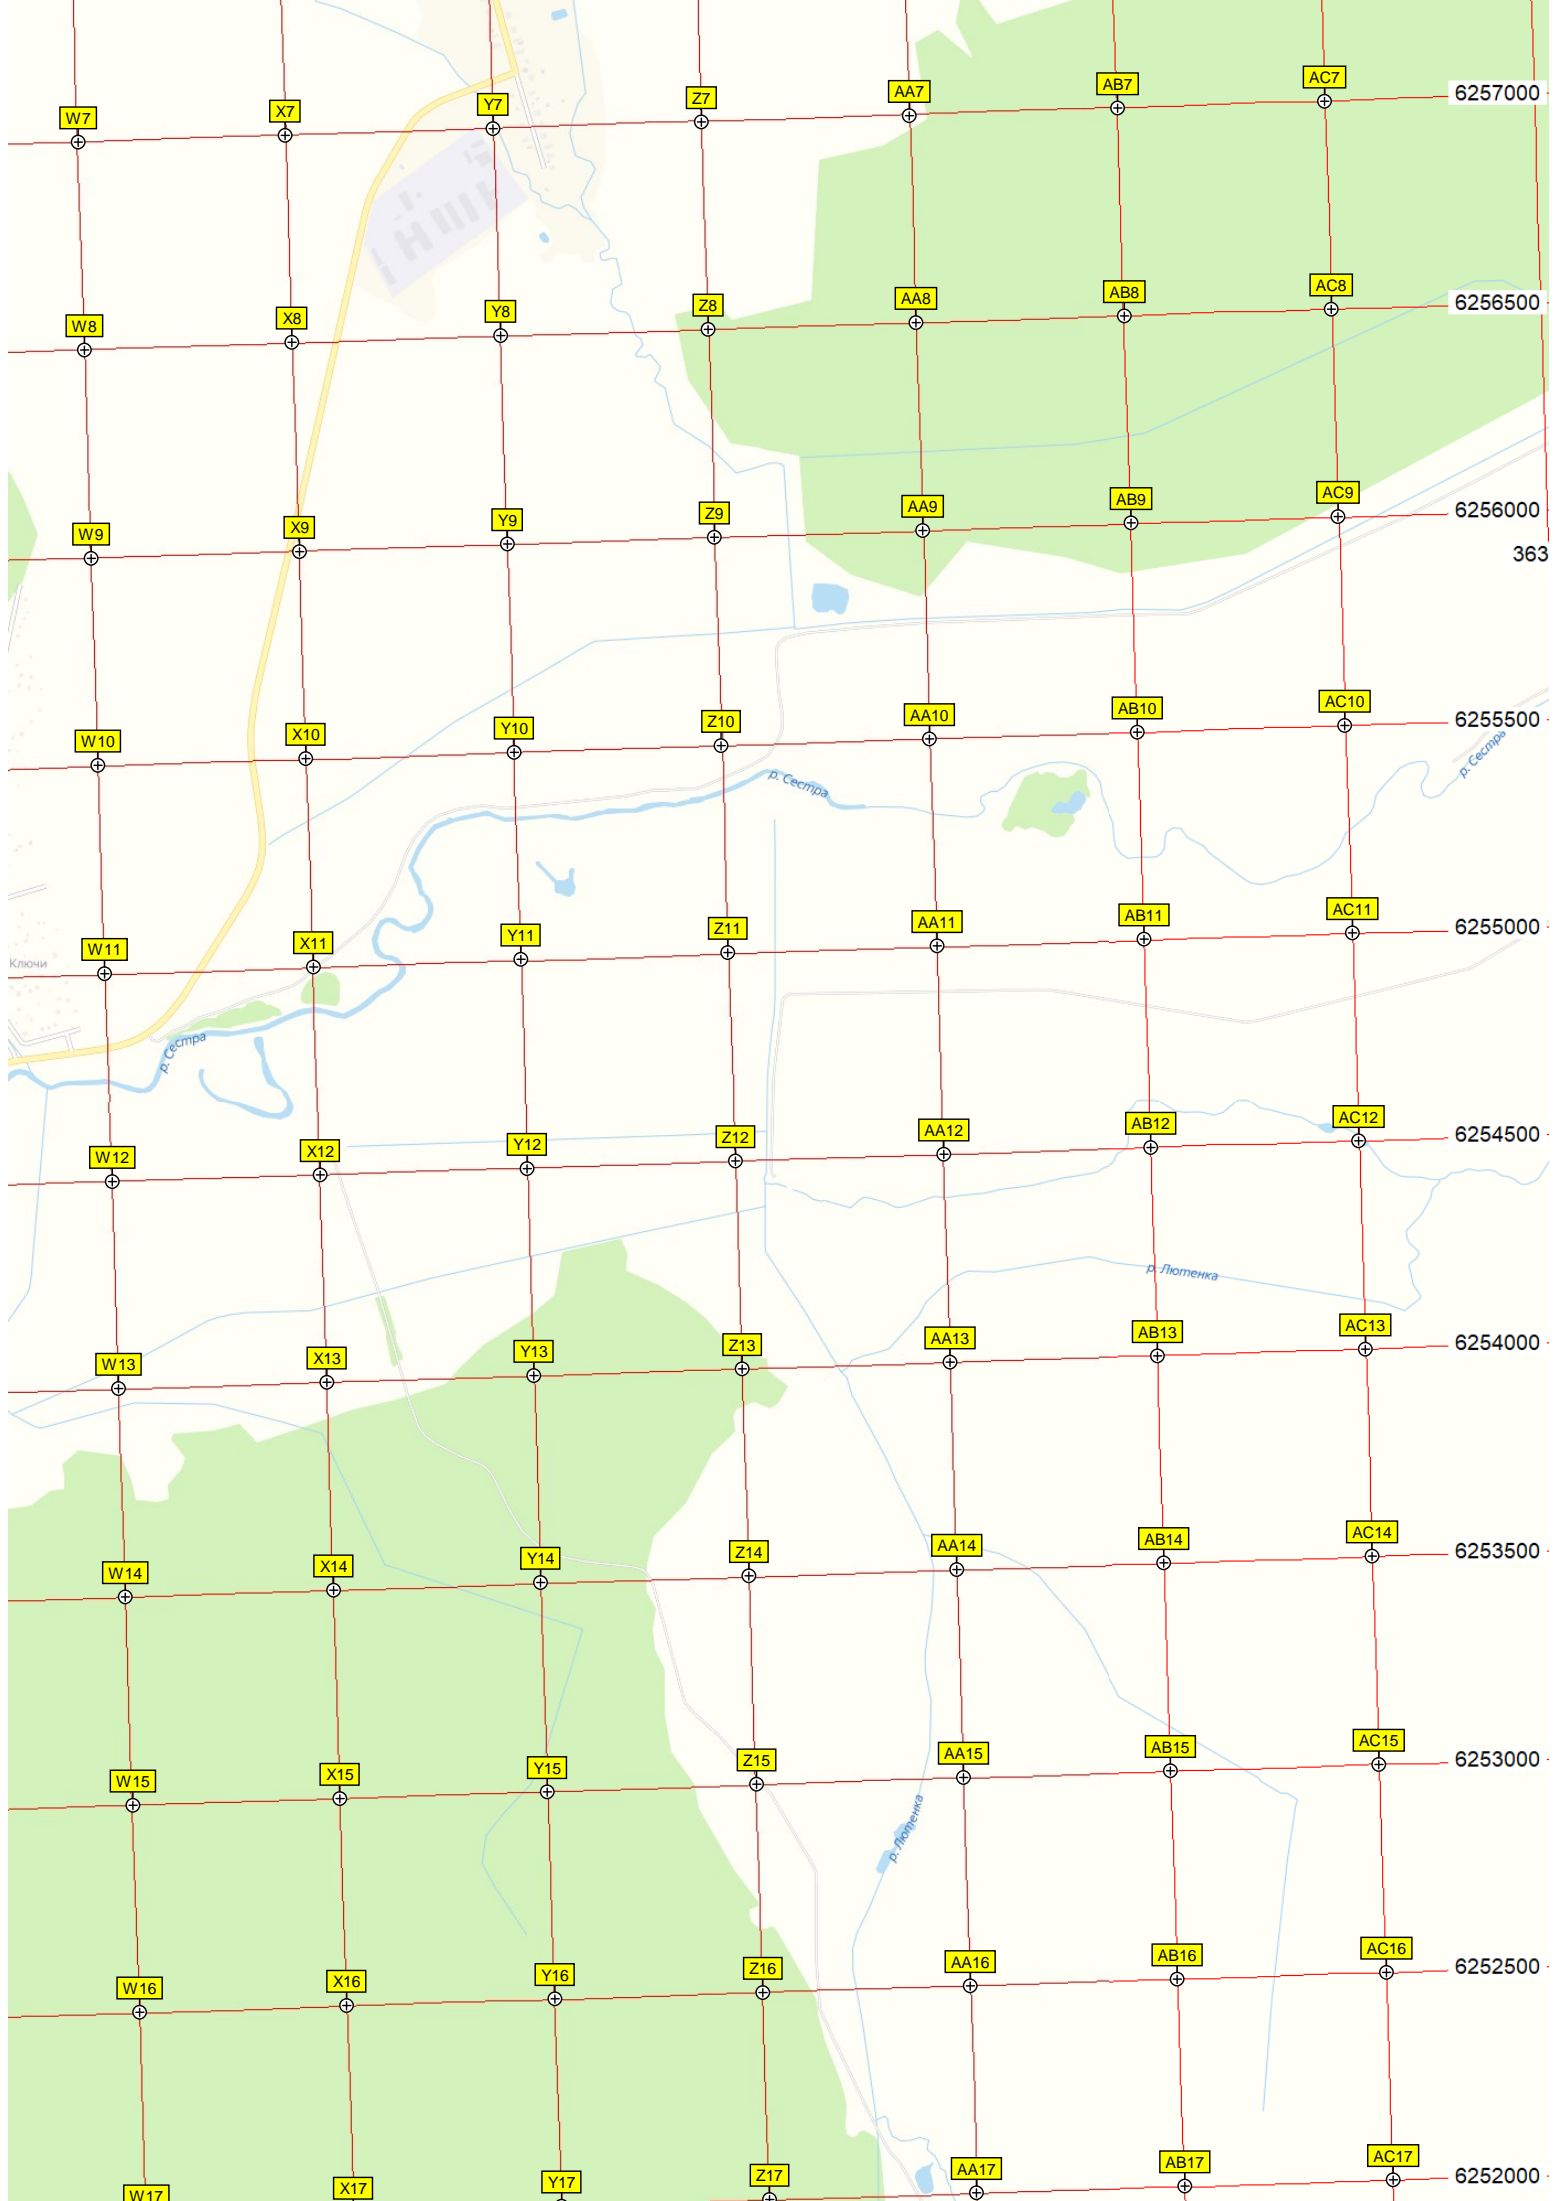 W7 X7 Y7 Z7 AA7 AB7 AC7 6257000
W8 X8 Y8 Z8 AA8 AB8 AC8 6256500
W9 X9 Y9 Z9 AA9 AB9 AC9 6256000
363
W10 X10 Y10 Z10 AA10 AB10 AC10 6255500
р. Сестра
р. Сестра
W11 X11 Y11 Z11 AA11 AB11 AC11 6255000
Ключи
р. Сестра
W12 X12 Y12 Z12 AA12 AB12 AC12 6254500
р. Лютенка
W13 X13 Y13 Z13 AA13 AB13 AC13 6254000
W14 X14 Y14 Z14 AA14 AB14 AC14 6253500
W15 X15 Y15 Z15 AA15 AB15 AC15 6253000
р. Лютенка
W16 X16 Y16 Z16 AA16 AB16 AC16 6252500
W17 X17 Y17 Z17 AA17 AB17 AC17 6252000